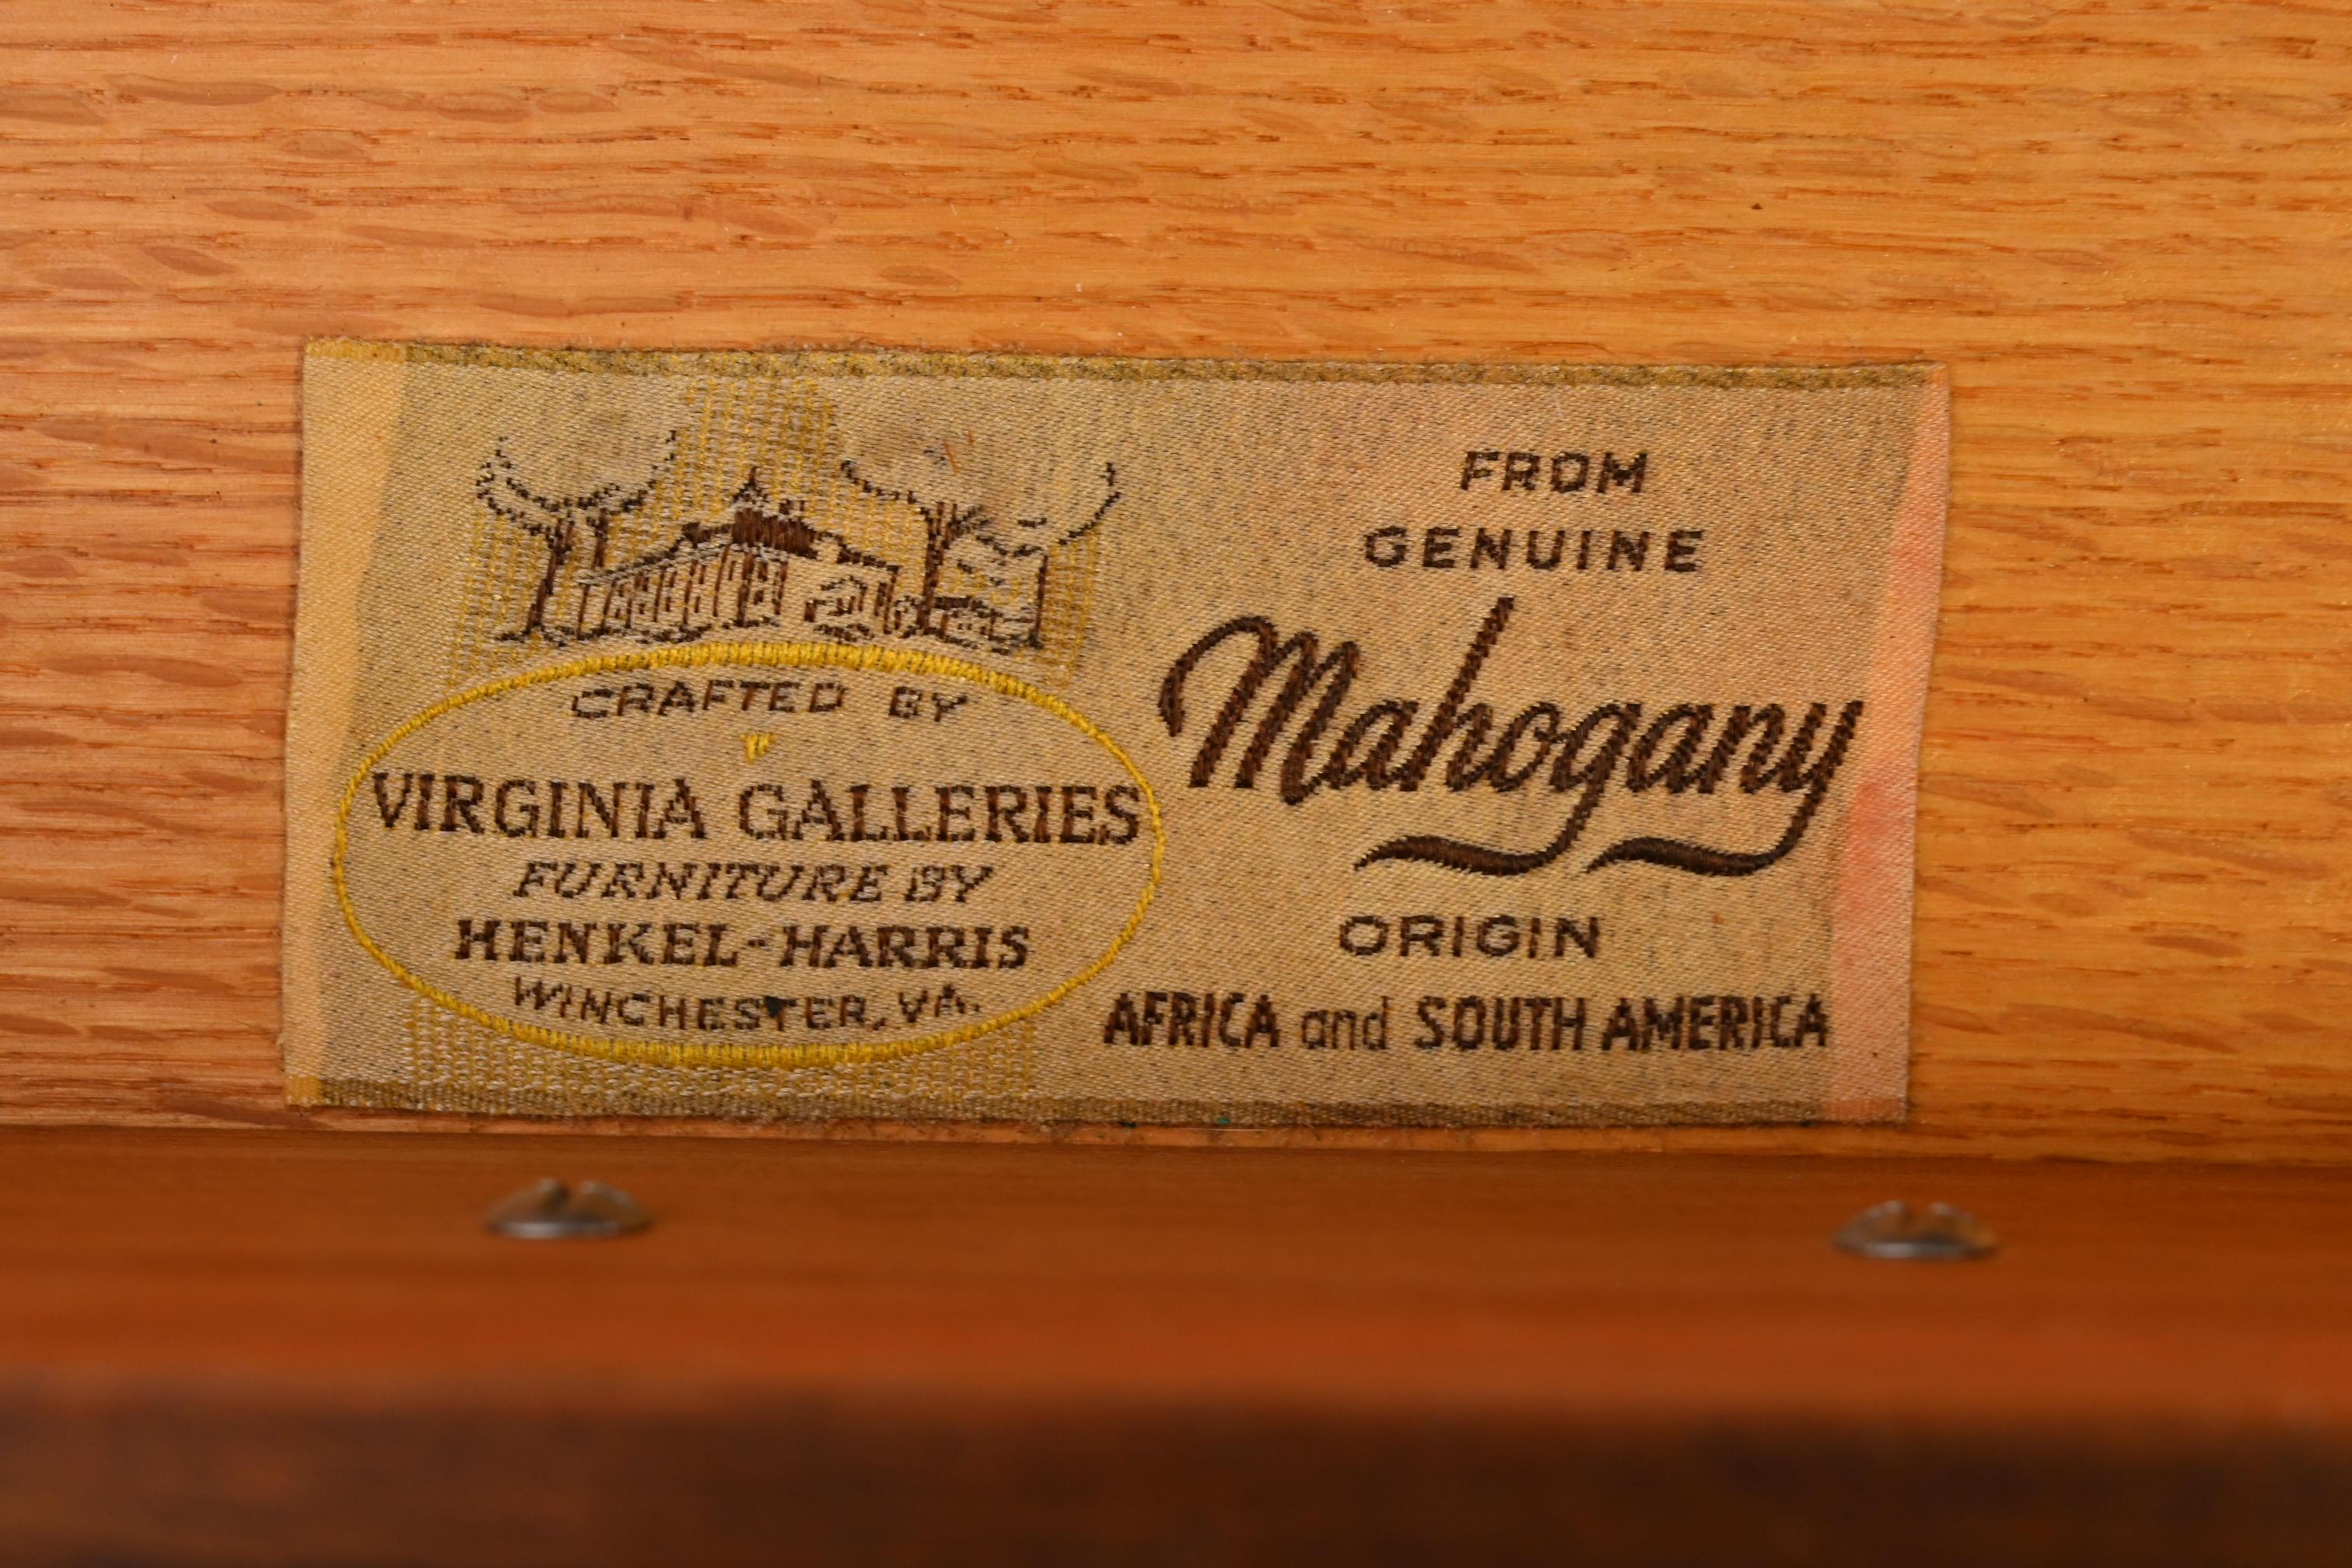 CRAFTED BY
VIRGINIA GALLERIES
FURNITURE BY
HENKEL-HARRIS
WINCHESTER, VA.
FROM
GENUINE
Mahogany
ORIGIN
AFRICA and SOUTH AMERICA